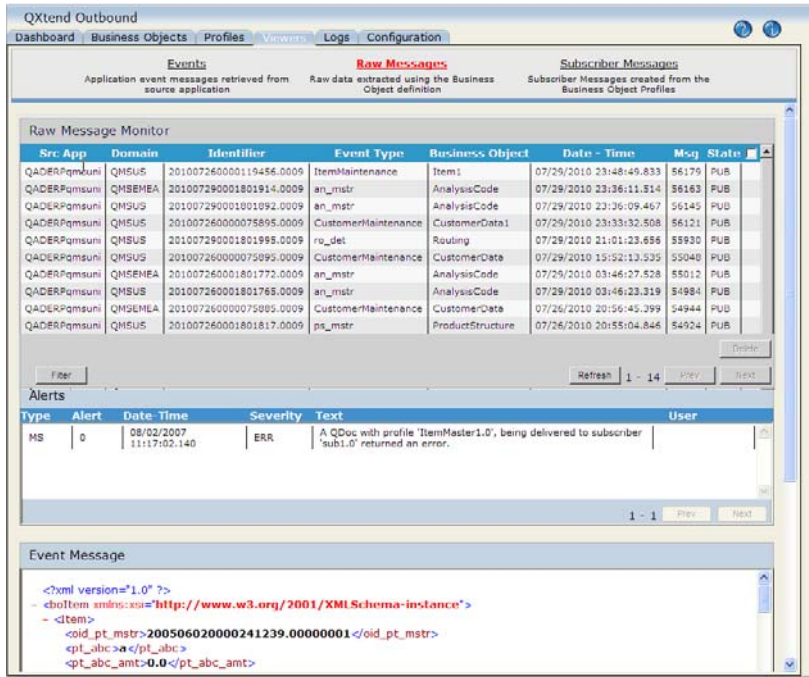 QXtend Outbound
Dashboard Business Objects Profiles Viewers Logs Configuration
Events Raw Messages Subscriber Messages
Application event messages retrieved from source application
Raw data extracted using the Business Object definition
Subscriber Messages created from the Business Object Profiles
Raw Message Monitor
Src App Domain Identifier Event Type Business Object Date - Time Msg State
QADERPqmsuni QMSUS 201007260000119456.0009 ItemMaintenance Item1 07/29/2010 23:48:49.833 56179 PUB
QADERPqmsuni QMSEMEA 201007290001801914.0009 an_mstr AnalysisCode 07/29/2010 23:36:11.514 56163 PUB
QADERPqmsuni QMSUS 201007290001801892.0009 an_mstr AnalysisCode 07/29/2010 23:36:09.467 56145 PUB
QADERPqmsuni QMSUS 201007260000075895.0009 CustomerMaintenance CustomerData1 07/29/2010 23:33:32.508 56121 PUB
QADERPqmsuni QMSUS 201007290001801995.0009 ro_det Routing 07/29/2010 21:01:23.656 55930 PUB
QADERPqmsuni QMSUS 201007260000075895.0009 CustomerMaintenance CustomerData 07/29/2010 15:52:13.535 55048 PUB
QADERPqmsuni QMSEMEA 201007260001801772.0009 an_mstr AnalysisCode 07/29/2010 03:46:27.528 55012 PUB
QADERPqmsuni QMSUS 201007260001801765.0009 an_mstr AnalysisCode 07/29/2010 03:46:23.319 54984 PUB
QADERPqmsuni QMSEMEA 201007260000075885.0009 CustomerMaintenance CustomerData 07/26/2010 20:56:45.399 54944 PUB
QADERPqmsuni QMSUS 201007260001801817.0009 ps_mstr ProductStructure 07/26/2010 20:55:04.846 54924 PUB
Delete
Filter Refresh 1 - 14 Prev Next
Alerts
Type Alert Date-Time Severity Text User
MS 0 08/02/2007 11:17:02.140 ERR A QDoc with profile 'ItemMaster1.0', being delivered to subscriber 'sub1.0' returned an error.
1 - 1 Prev Next
Event Message
<?xml version="1.0" ?>
- <boItem xmlns:xsi="http://www.w3.org/2001/XMLSchema-instance">
- <Item>
<oid_pt_mstr>200506020000241239.00000001</oid_pt_mstr>
<pt_abc>a</pt_abc>
<pt_abc_amt>0.0</pt_abc_amt>